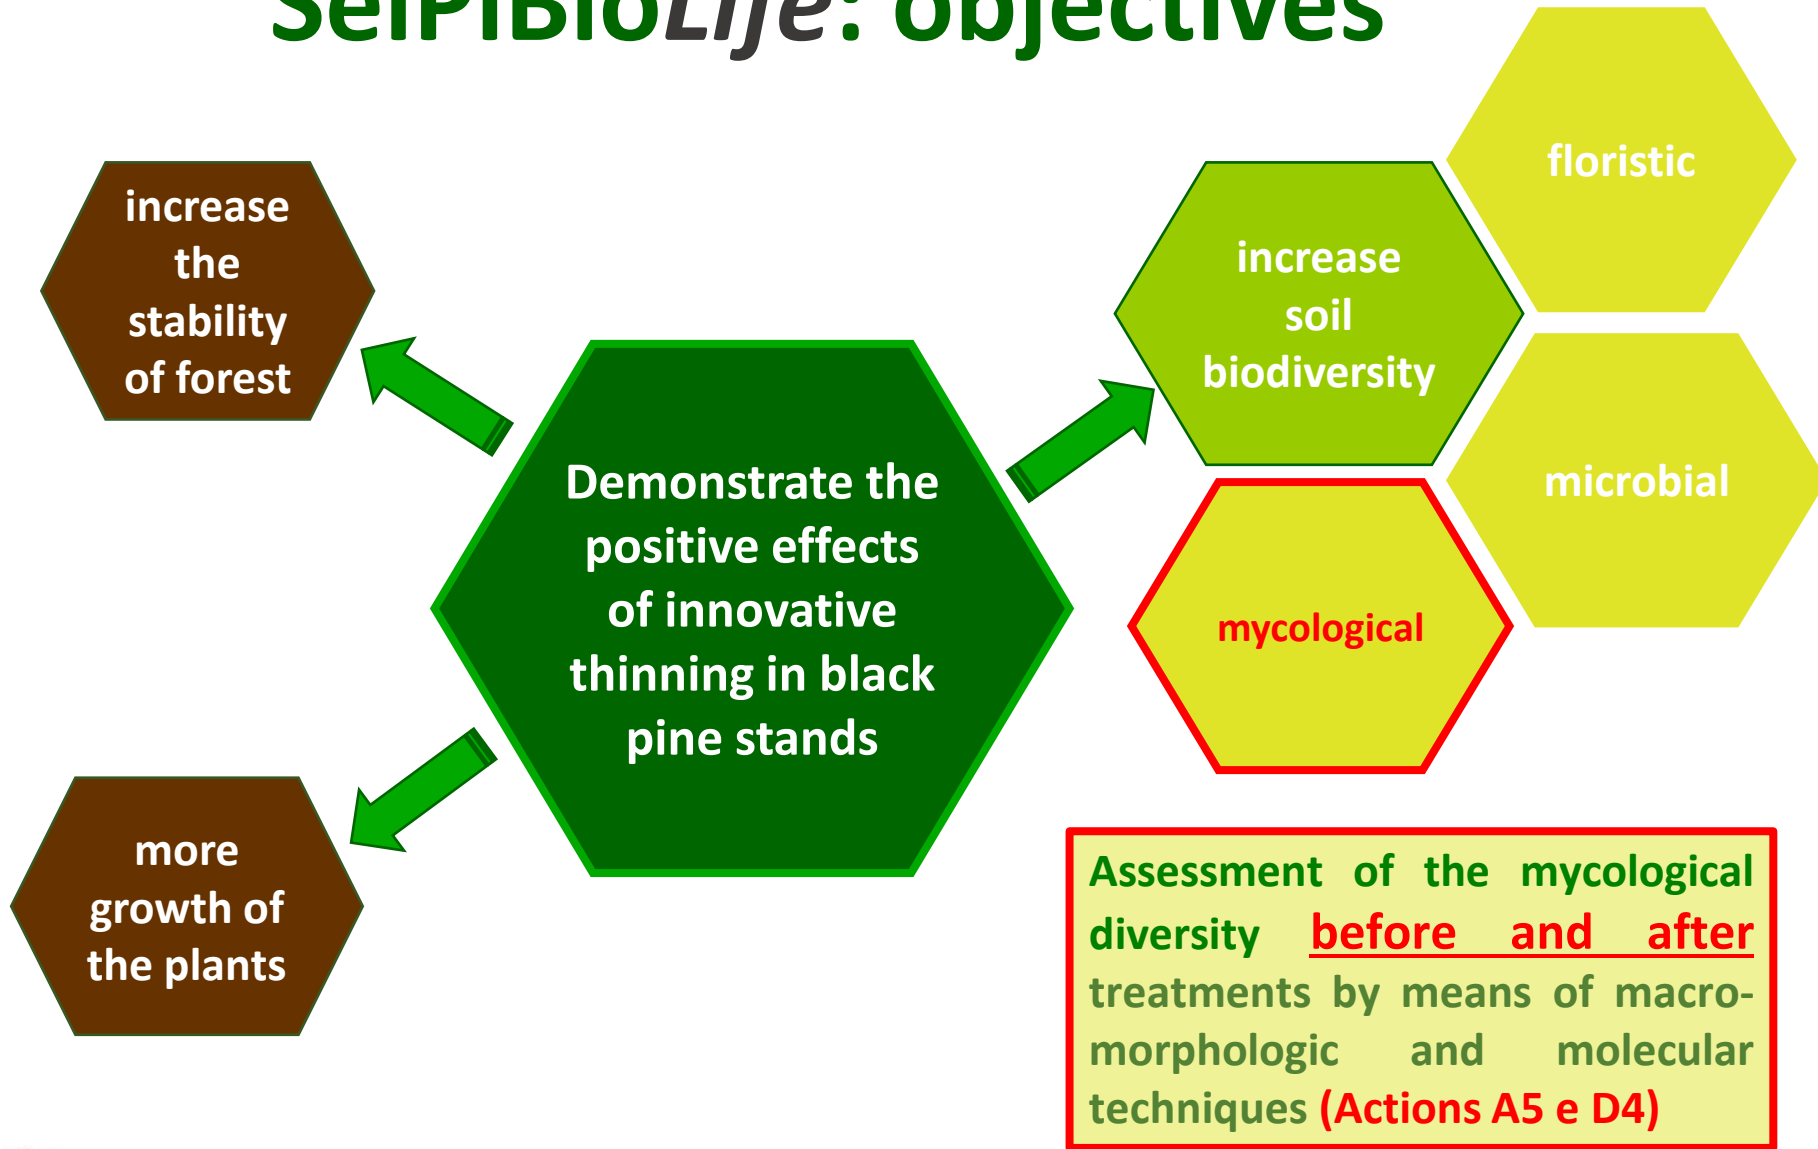 SelPiBioLife: objectives
increase
the
stability
of forest
Demonstrate the
positive effects
of innovative
thinning in black
pine stands
more
growth of
the plants
increase
soil
biodiversity
floristic
microbial
mycological
Assessment of the mycological
diversity before and after
treatments by means of macro-
morphologic and molecular
techniques (Actions A5 e D4)